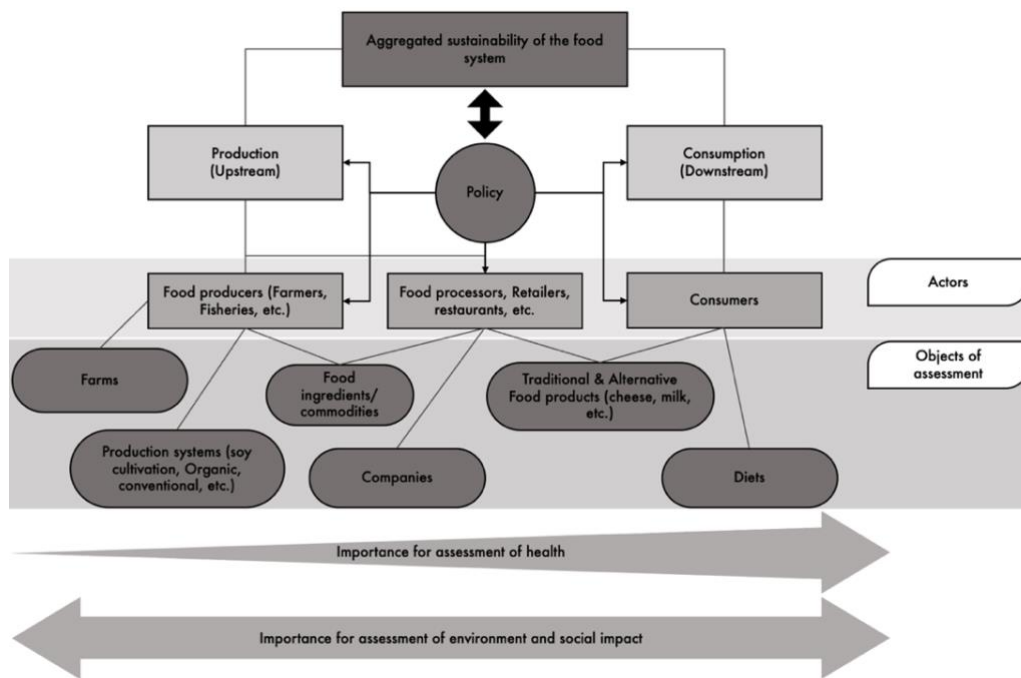 Aggregated sustainability of the food
system
Production
(Upstream)
Policy
Consumption
(Downstream)
Food producers (Farmers,
Fisheries, etc.)
Food processors, Retailers,
restaurants, etc.
Consumers
Actors
Farms
Food
ingredients/
commodities
Traditional & Alternative
Food products (cheese, milk,
etc.)
Objects of
assessment
Production systems (soy
cultivation, Organic,
conventional, etc.)
Companies
Diets
Importance for assessment of health
Importance for assessment of environment and social impact